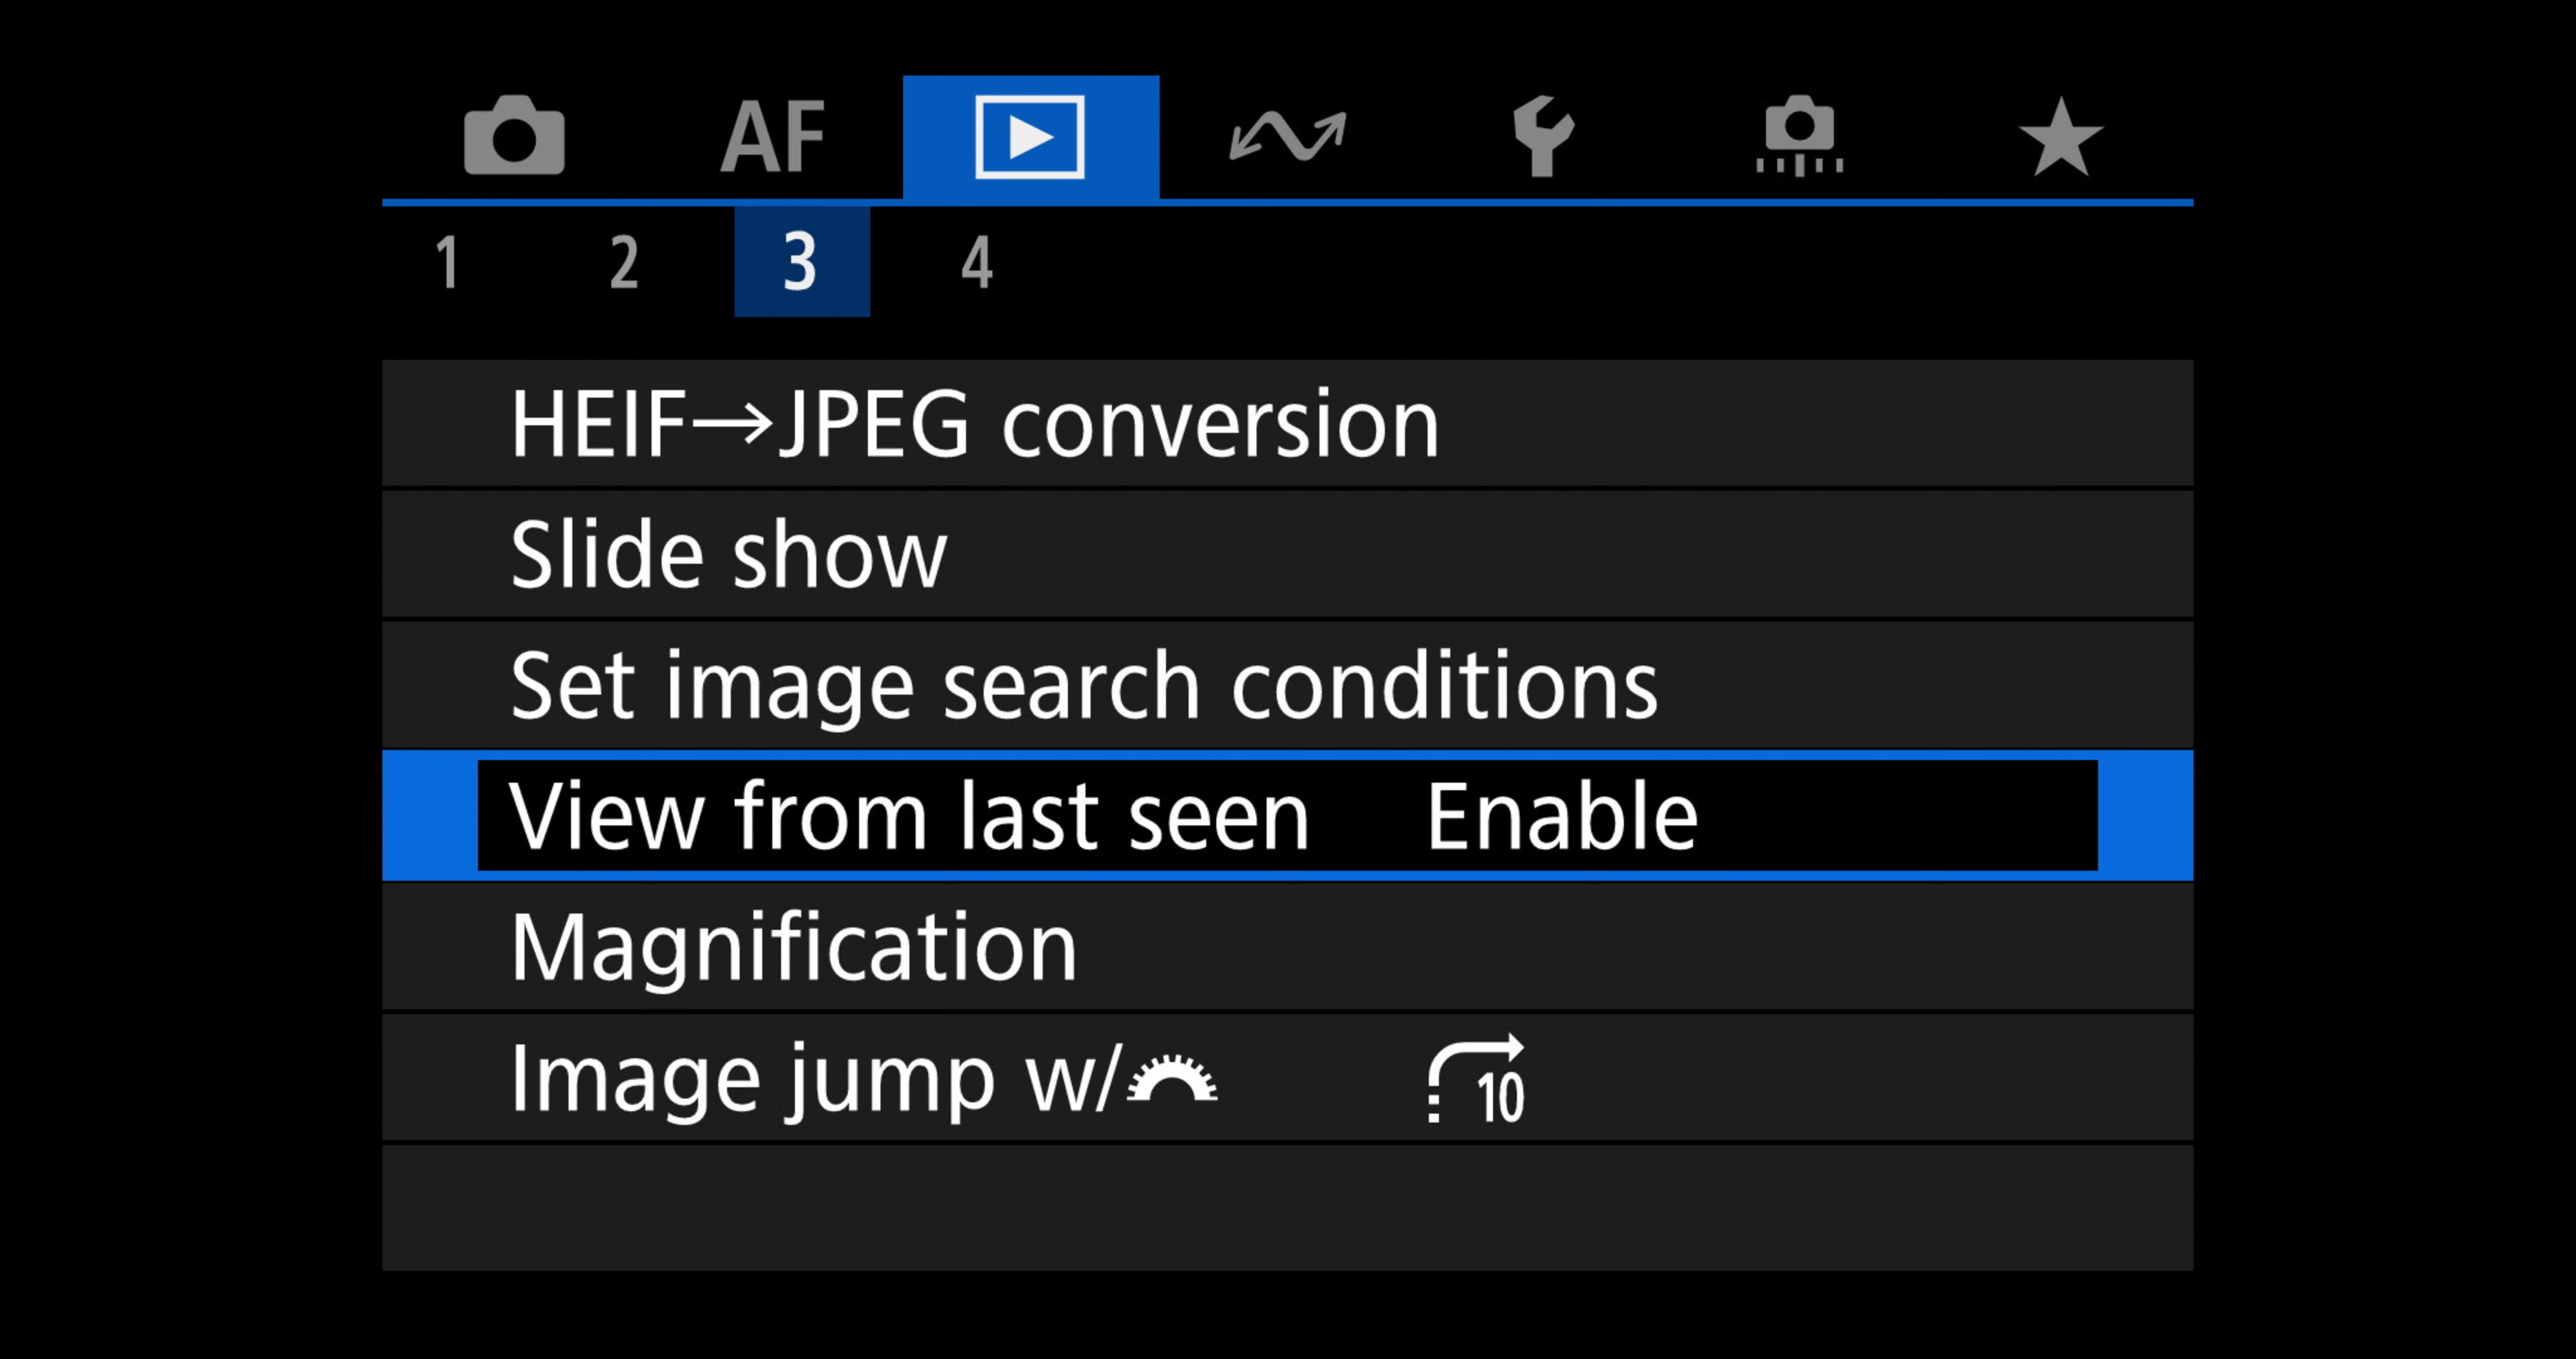 AF
1 2 3 4
HEIF→JPEG conversion
Slide show
Set image search conditions
View from last seen Enable
Magnification
Image jump w/ 10